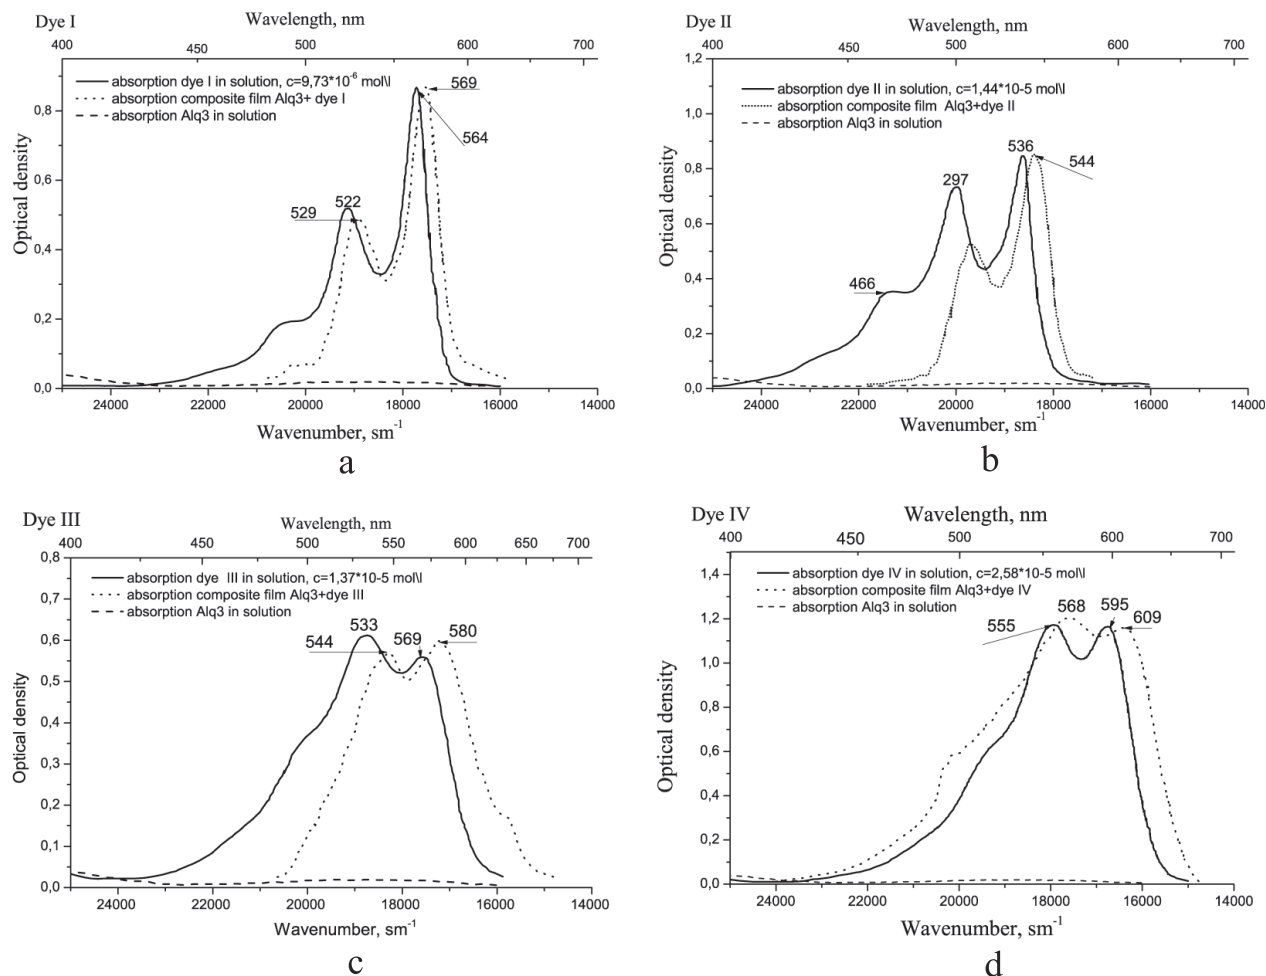 Dye I
Wavelength, nm
400 450 500 600 700
absorption dye I in solution, c=9,73*10-6 mol\l
absorption composite film Alq3+ dye I
absorption Alq3 in solution
569
564
522
529
0,8
0,6
0,4
0,2
0,0
Optical density
24000 22000 20000 18000 16000 14000
Wavenumber, sm-1
a
Dye II
Wavelength, nm
400 500 600 700
absorption dye II in solution, c=1,44*10-5 mol\l
absorption composite film Alq3+dye II
absorption Alq3 in solution
536
544
297
466
1,2
1,0
0,8
0,6
0,4
0,2
0,0
Optical density
24000 22000 20000 18000 16000 14000
Wavenumber, sm-1
b
Dye III
Wavelength, nm
400 450 500 550 600 650 700
absorption dye III in solution, c=1,37*10-5 mol\l
absorption composite film Alq3+dye III
absorption Alq3 in solution
533
544
569
580
0,8
0,7
0,6
0,5
0,4
0,3
0,2
0,1
0,0
Optical density
24000 22000 20000 18000 16000 14000
Wavenumber, sm-1
c
Dye IV
Wavelength, nm
400 450 500 600 700
absorption dye IV in solution, c=2,58*10-5 mol\l
absorption composite film Alq3+dye IV
absorption Alq3 in solution
568
595
609
555
1,4
1,2
1,0
0,8
0,6
0,4
0,2
0,0
Optical density
24000 22000 20000 18000 16000 14000
Wavenumber, sm-1
d